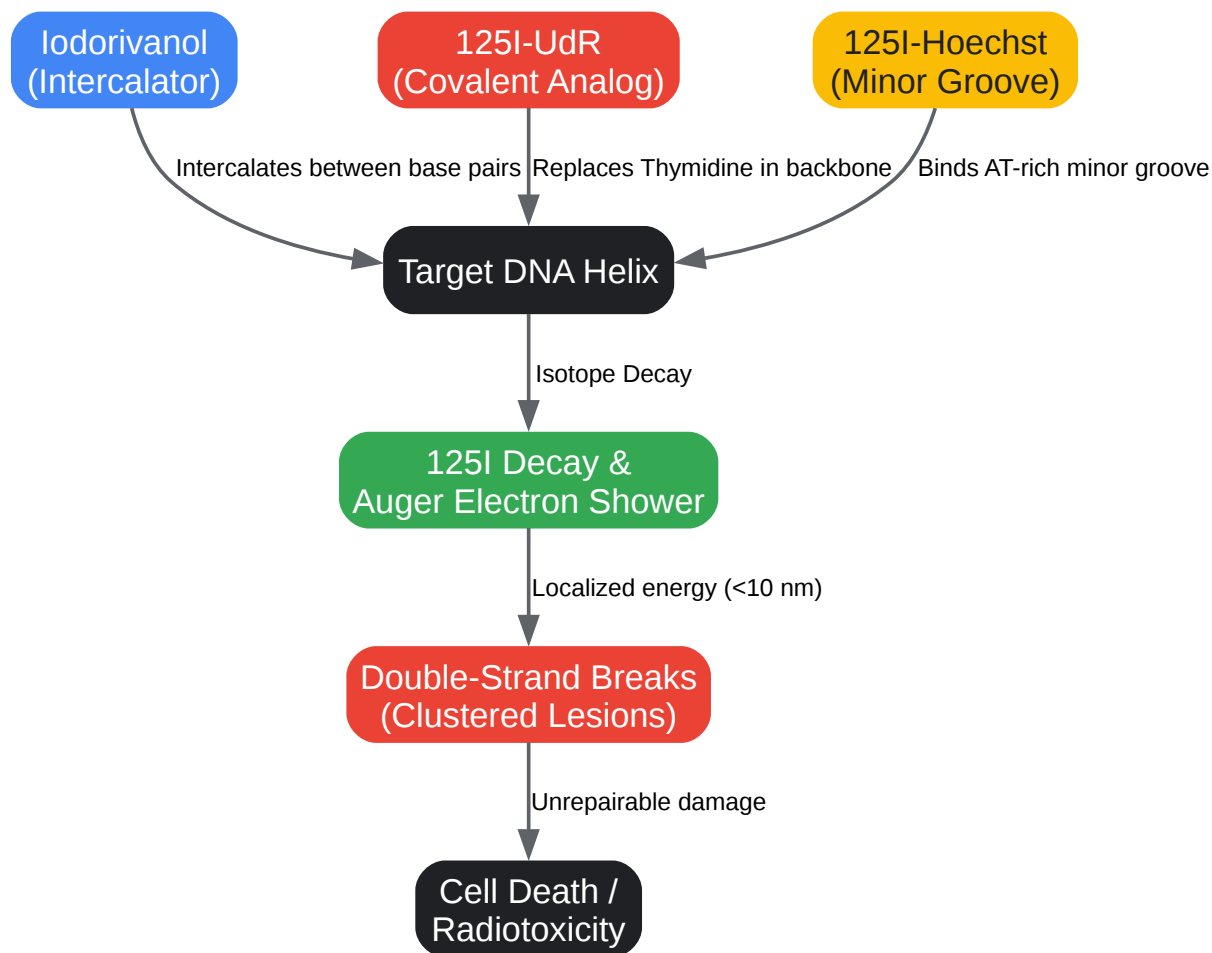 Iodorivanol
(Intercalator)
125I-UdR
(Covalent Analog)
125I-Hoechst
(Minor Groove)
Intercalates between base pairs
Replaces Thymidine in backbone
Binds AT-rich minor groove
Target DNA Helix
Isotope Decay
125I Decay &
Auger Electron Shower
Localized energy (<10 nm)
Double-Strand Breaks
(Clustered Lesions)
Unrepairable damage
Cell Death /
Radiotoxicity